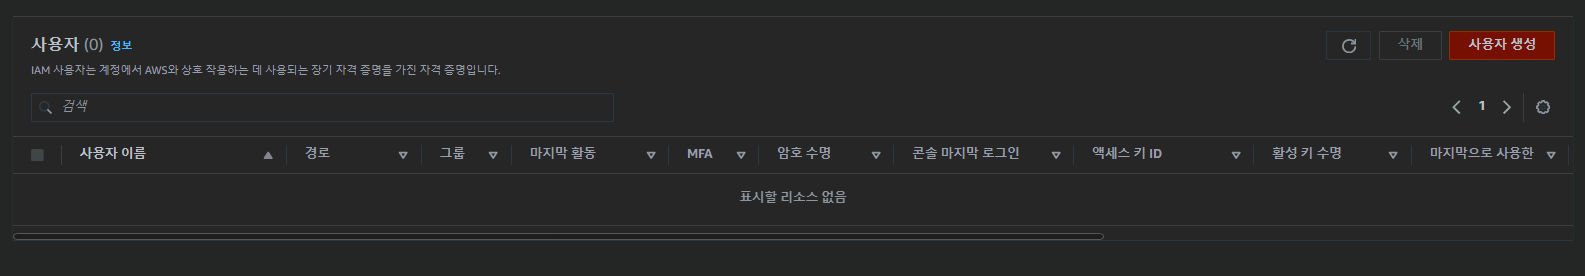 사용자 (0) 정보
삭제
사용자 생성
IAM 사용자는 계정에서 AWS와 상호 작용하는 데 사용되는 장기 자격 증명을 가진 자격 증명입니다.
검색
1
사용자 이름 경로 그룹 마지막 활동 MFA 암호 수명 콘솔 마지막 로그인 액세스 키 ID 활성 키 수명 마지막으로 사용한
표시할 리소스 없음